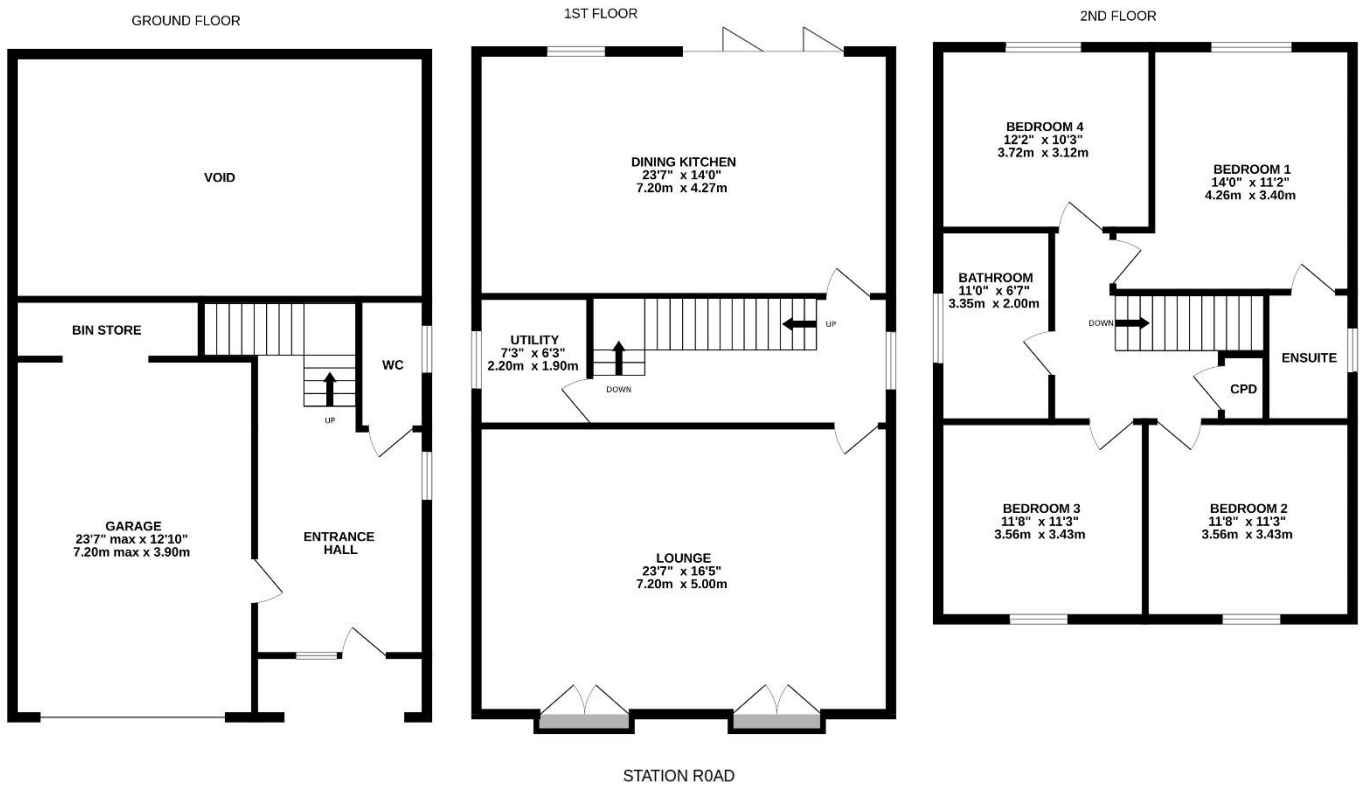 GROUND FLOOR
VOID
BIN STORE
WC
UP
GARAGE
23'7" max x 12'10"
7.20m max x 3.90m
ENTRANCE
HALL
1ST FLOOR
DINING KITCHEN
23'7" x 14'0"
7.20m x 4.27m
UTILITY
7'3" x 6'3"
2.20m x 1.90m
UP
DOWN
LOUNGE
23'7" x 16'5"
7.20m x 5.00m
2ND FLOOR
BEDROOM 4
12'2" x 10'3"
3.72m x 3.12m
BEDROOM 1
14'0" x 11'2"
4.26m x 3.40m
BATHROOM
11'0" x 6'7"
3.35m x 2.00m
DOWN
ENSUITE
CPD
BEDROOM 3
11'8" x 11'3"
3.56m x 3.43m
BEDROOM 2
11'8" x 11'3"
3.56m x 3.43m
STATION R0AD